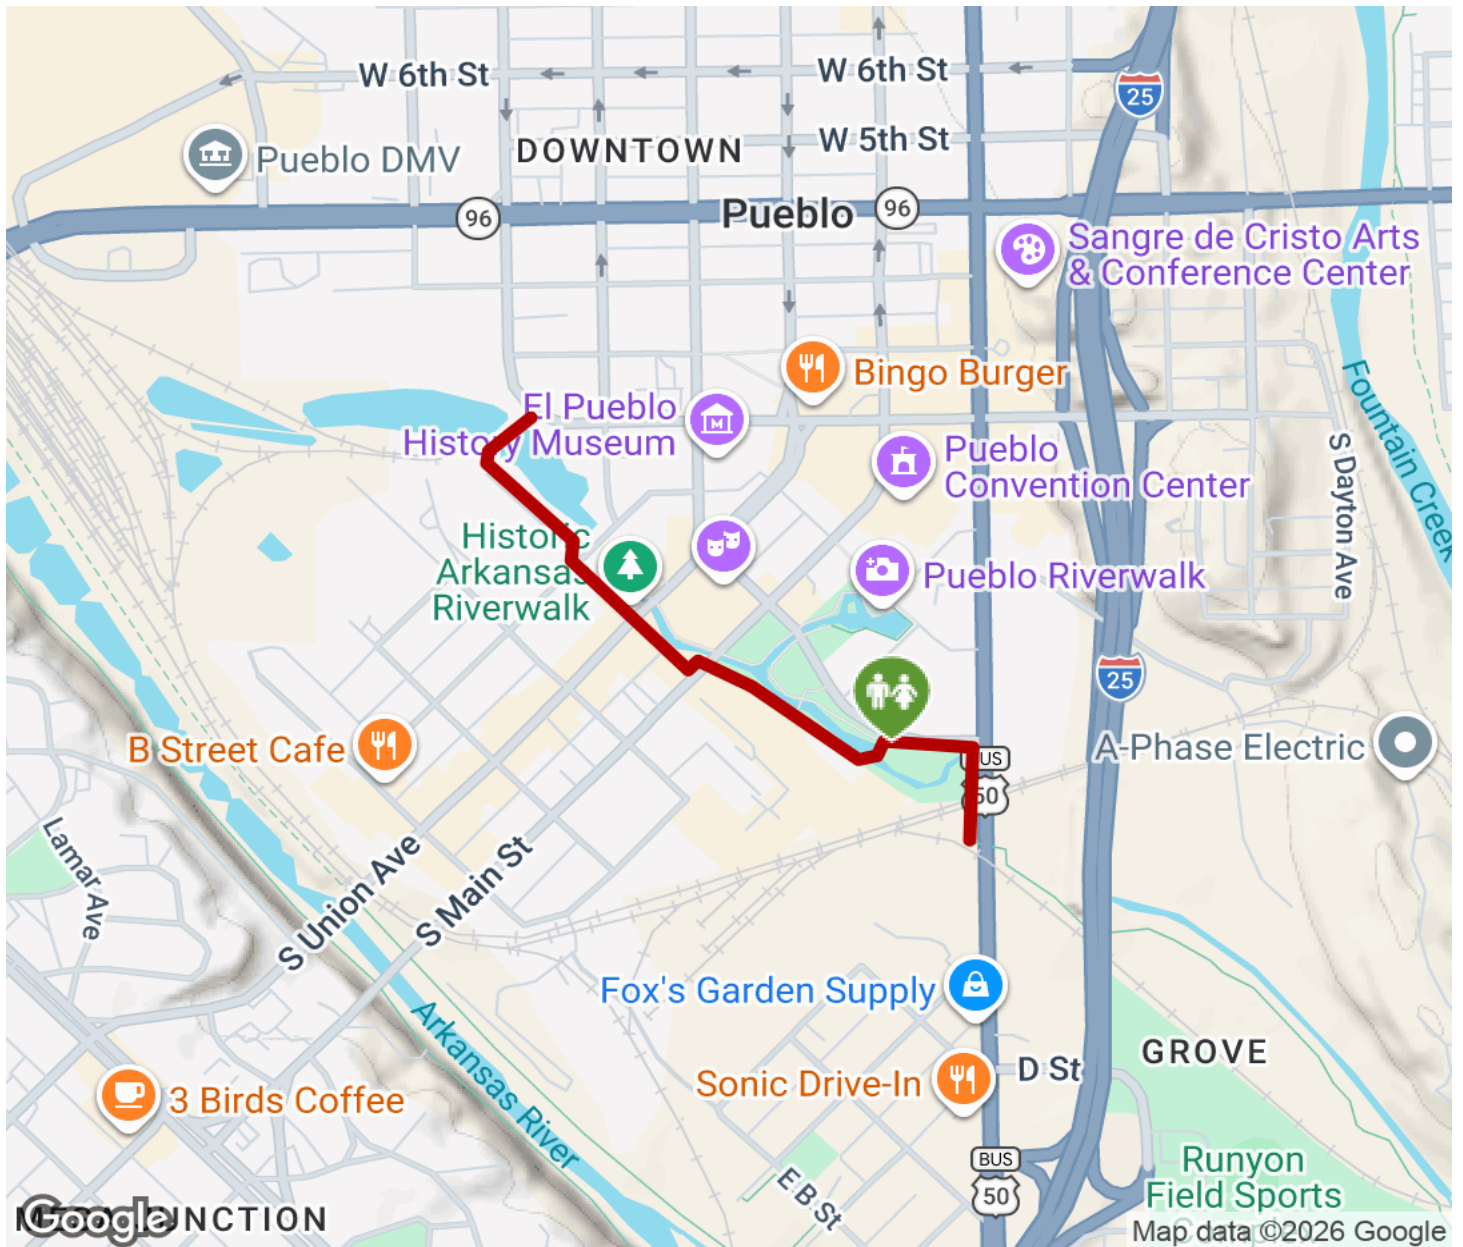 W 6th St
W 6th St
25
W 5th St
DOWNTOWN
Pueblo DMV
96
Pueblo
96
Sangre de Cristo Arts
& Conference Center
Bingo Burger
El Pueblo
History Museum
Pueblo
Convention Center
Fountain Creek
S Dayton Ave
Historic
Arkansas
Riverwalk
Pueblo Riverwalk
25
B Street Cafe
A-Phase Electric
BUS
50
Lamar Ave
S Union Ave
S Main St
Fox's Garden Supply
Arkansas River
GROVE
Sonic Drive-In
D St
3 Birds Coffee
BUS
50
E B St
Runyon
Field Sports
JUNCTION
Google
Map data ©2026 Google